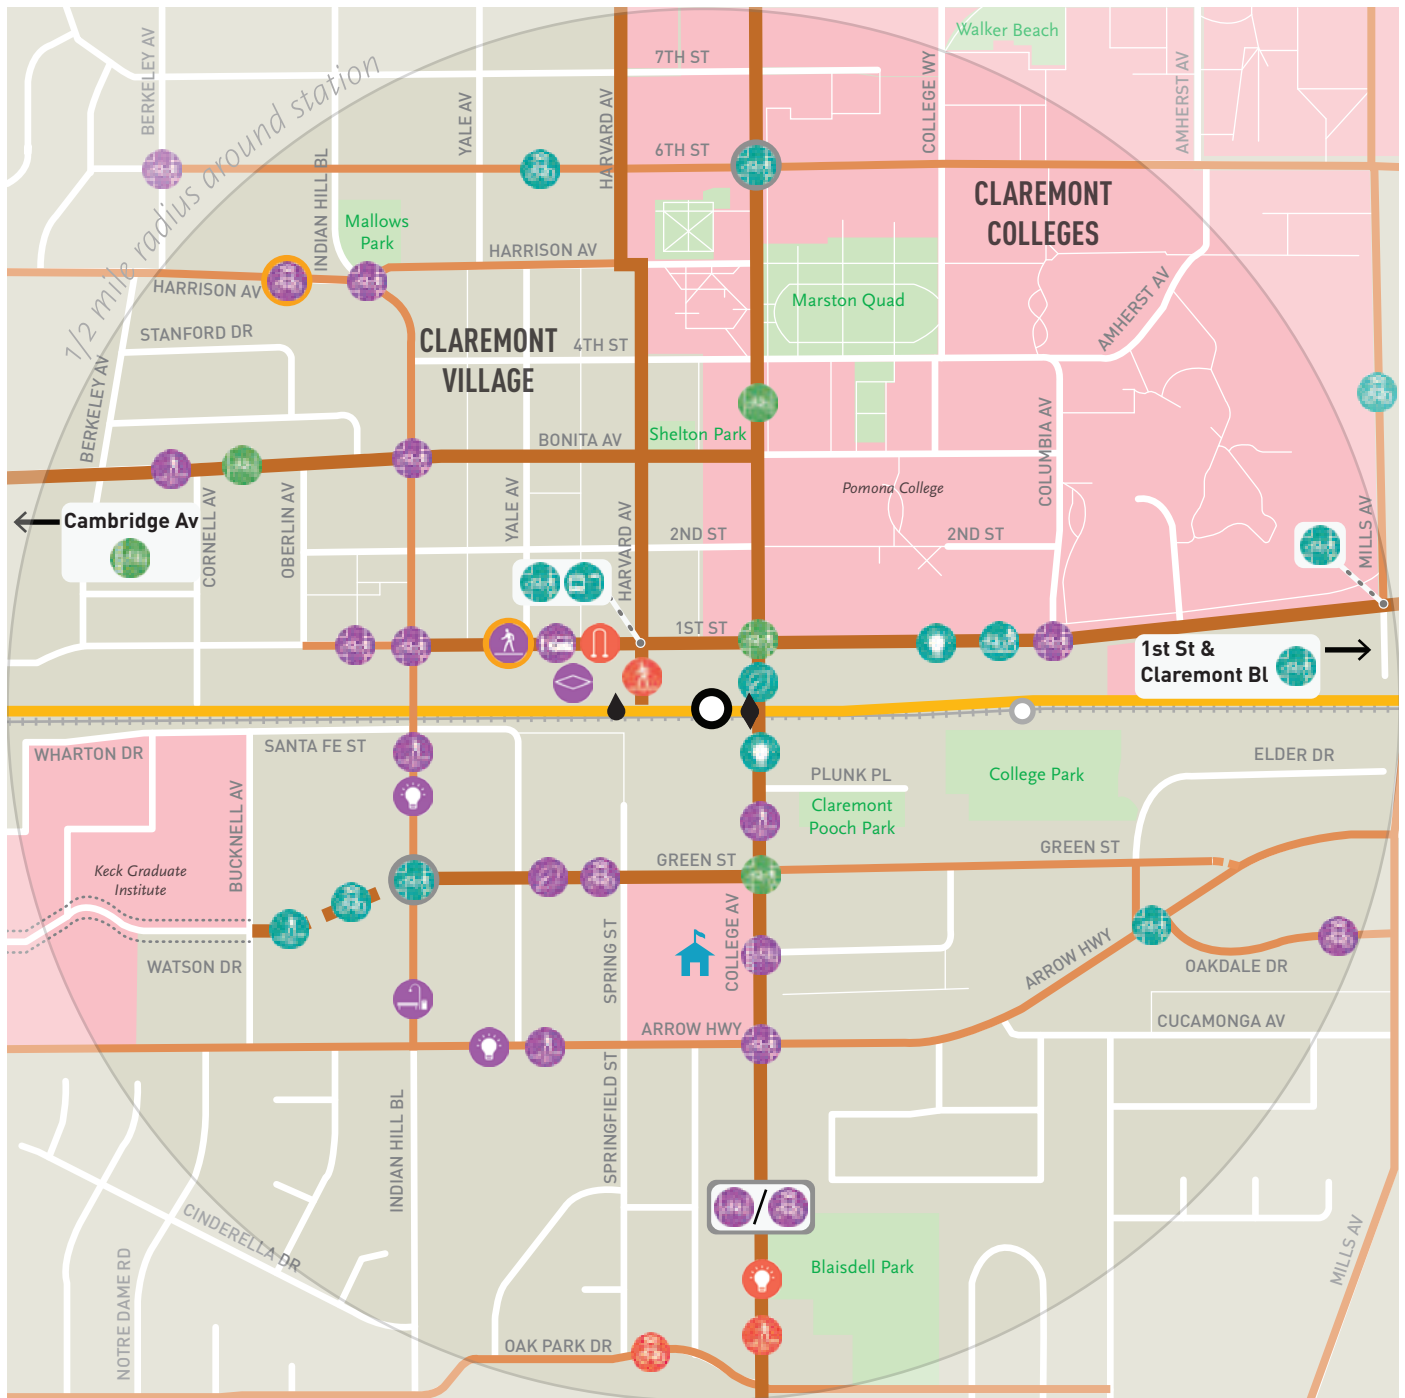 BERKELEY AV
1/2 mile radius around station
YALE AV
HARVARD AV
7TH ST
COLLEGE WY
Walker Beach
AMHERST AV
6TH ST
INDIAN HILL BL
Mallows
Park
HARRISON AV
CLAREMONT
COLLEGES
HARRISON AV
Marston Quad
AMHERST AV
STANFORD DR
CLAREMONT
VILLAGE
4TH ST
BERKELEY AV
BONITA AV
Shelton Park
COLUMBIA AV
Pomona College
Cambridge Av
CORNELL AV
OBERLIN AV
YALE AV
HARVARD AV
2ND ST
2ND ST
MILLS AV
1ST ST
1st St &
Claremont Bl
WHARTON DR
SANTA FE ST
BUCKNELL AV
PLUNK PL
College Park
ELDER DR
Claremont
Pooch Park
GREEN ST
GREEN ST
Keck Graduate
Institute
WATSON DR
SPRING ST
COLLEGE AV
ARROW HWY
OAKDALE DR
ARROW HWY
CUCAMONGA AV
INDIAN HILL BL
SPRINGFIELD ST
CINDERELLA DR
NOTRE DAME RD
/
Blaisdell Park
MILLS AV
OAK PARK DR